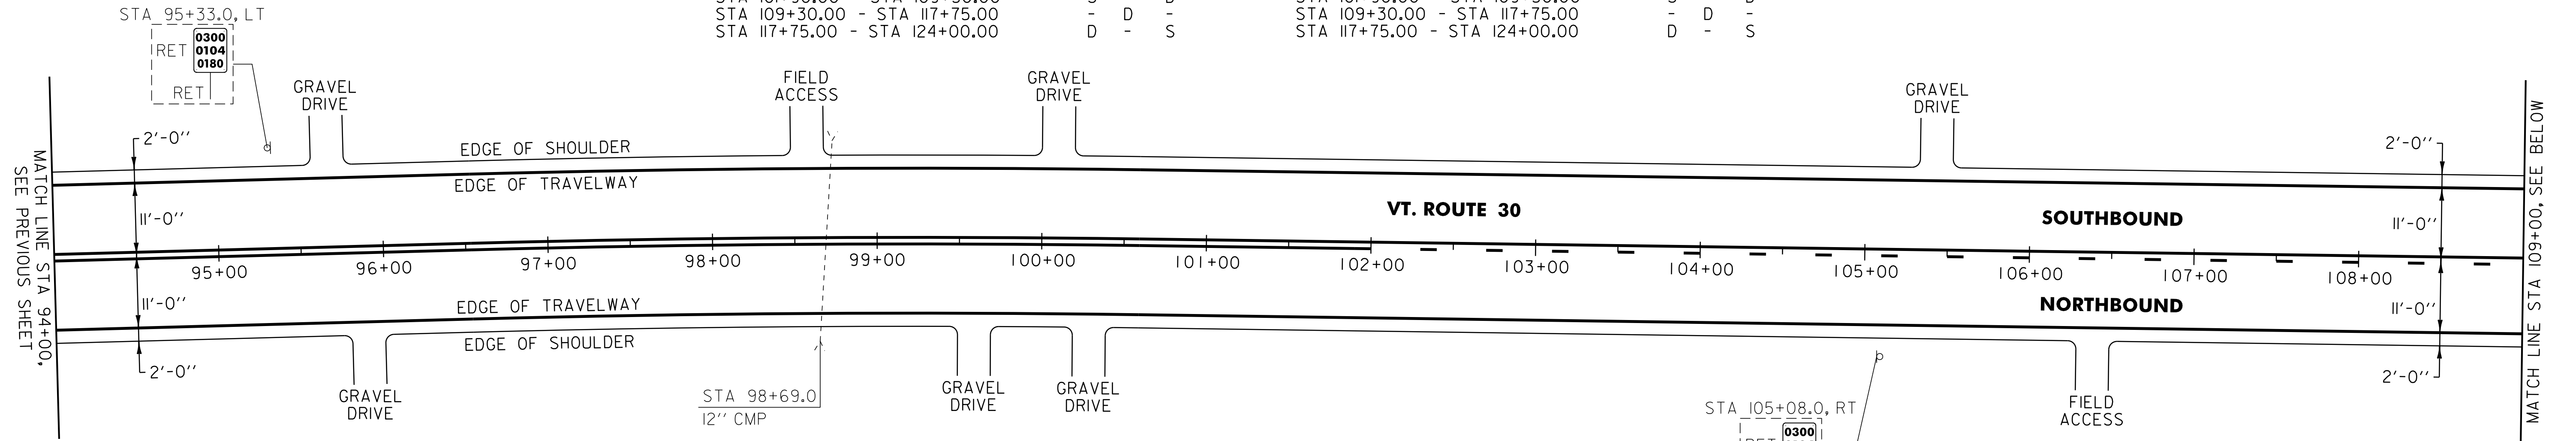 STA 109+30.00 - STA 117+75.00 - D -
STA 117+75.00 - STA 124+00.00 D - S
STA 109+30.00 - STA 117+75.00 - D -
STA 117+75.00 - STA 124+00.00 D - S
STA 95+33.0, LT
RET
0300
0104
0180
RET
GRAVEL
DRIVE
FIELD
ACCESS
GRAVEL
DRIVE
GRAVEL
DRIVE
2'-0''
EDGE OF SHOULDER
2'-0''
EDGE OF TRAVELWAY
MATCH LINE STA 94+00,
SEE PREVIOUS SHEET
11'-0''
VT. ROUTE 30
SOUTHBOUND
11'-0''
MATCH LINE STA 109+00, SEE BELOW
95+00
96+00
97+00
98+00
99+00
100+00
101+00
102+00
103+00
104+00
105+00
106+00
107+00
108+00
11'-0''
EDGE OF TRAVELWAY
NORTHBOUND
11'-0''
EDGE OF SHOULDER
2'-0''
2'-0''
GRAVEL
DRIVE
STA 98+69.0
12'' CMP
GRAVEL
DRIVE
GRAVEL
DRIVE
FIELD
ACCESS
STA 105+08.0, RT
0300